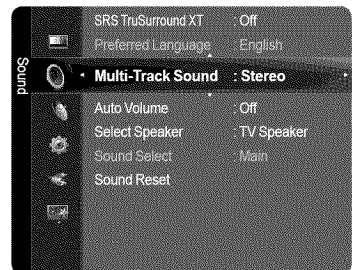 Sound
SRS TruSurround XT : Off
Preferred Language : English
Multi-Track Sound : Stereo
Auto Volume : Off
Select Speaker : TV Speaker
Sound Select : Main
Sound Reset